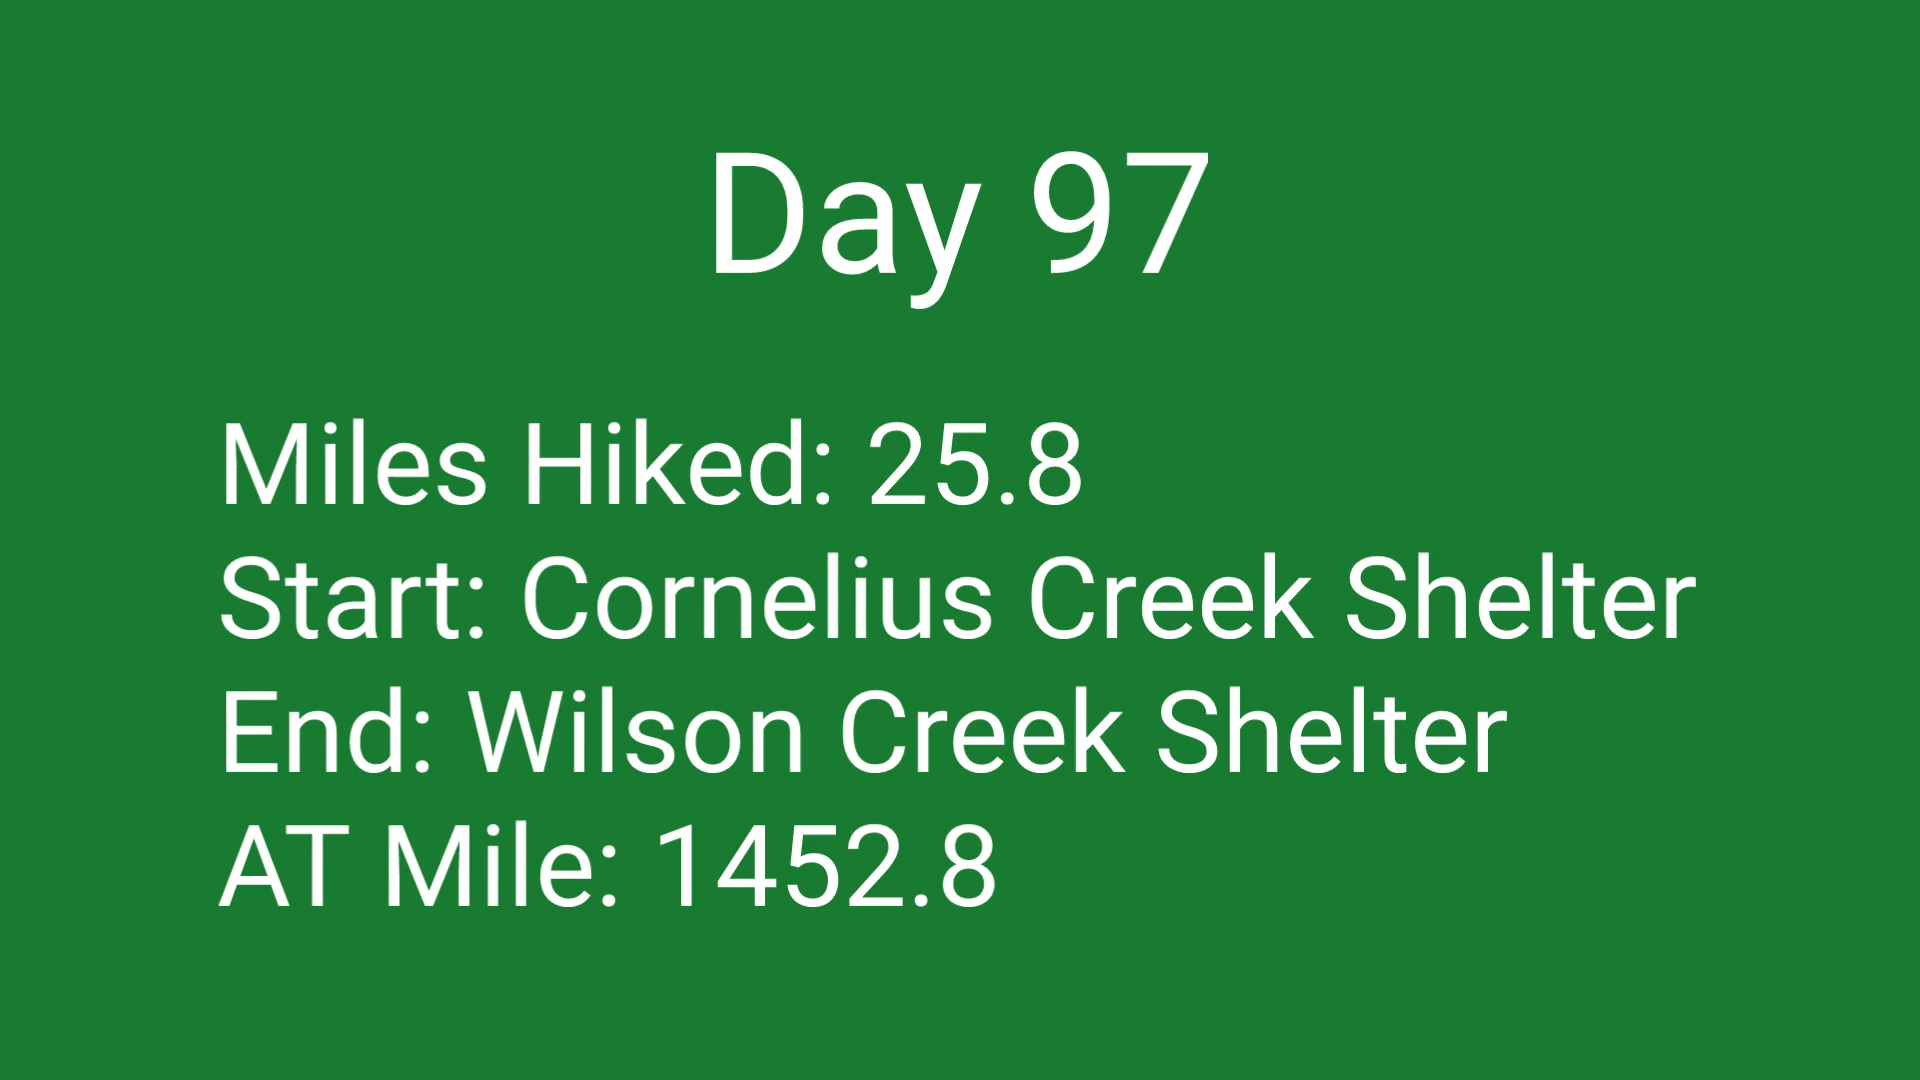 Day 97
Miles Hiked: 25.8
Start: Cornelius Creek Shelter
End: Wilson Creek Shelter
AT Mile: 1452.8